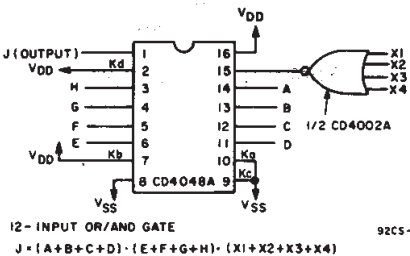 VDD
J(OUTPUT) 1 16 X1
VDD Kd 2 15 X2
H 3 14 A X3
G 4 13 B X4
F 5 12 C 1/2 CD4002A
E 6 11 D
VDD Kb 7 10 Ka
8 CD4048A 9 Kc
VSS VSS
12-INPUT OR/AND GATE 92CS-
J=(A+B+C+D)·(E+F+G+H)·(X1+X2+X3+X4)